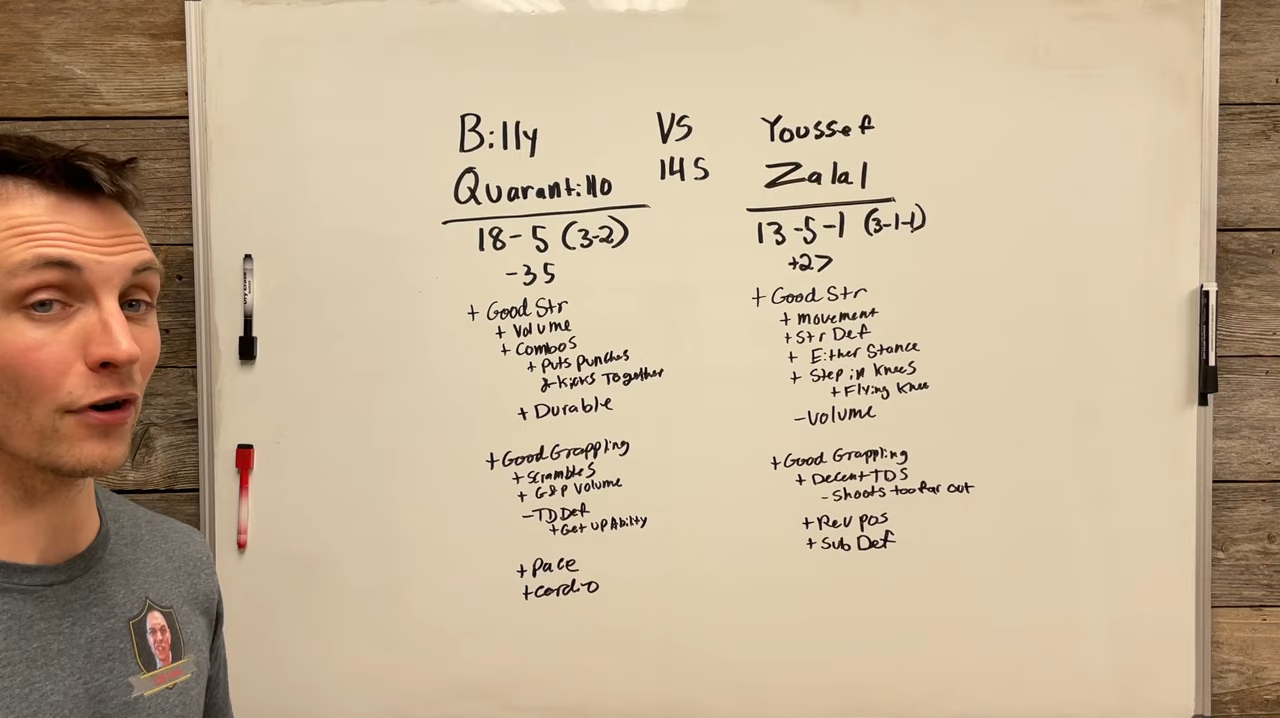 Billy
Quarantillo
18-5 (3-2)
-35
+ Good Str
+ Volume
+ Combos
+ Puts Punches
& Kicks Together
+ Durable
+ Good Grappling
+ Scrambles
+ G&P Volume
- TD Def
+ Get up Ability
+ Pace
+ Cardio
VS
145
Youssef
Zalal
13-5-1 (3-1-1)
+27
+ Good Str
+ movement
+ Str Def
+ Either Stance
+ Step in Knees
+ Flying Knee
- Volume
+ Good Grappling
+ Decent TDS
- Shoots too far out
+ Rev pos
+ Sub Def